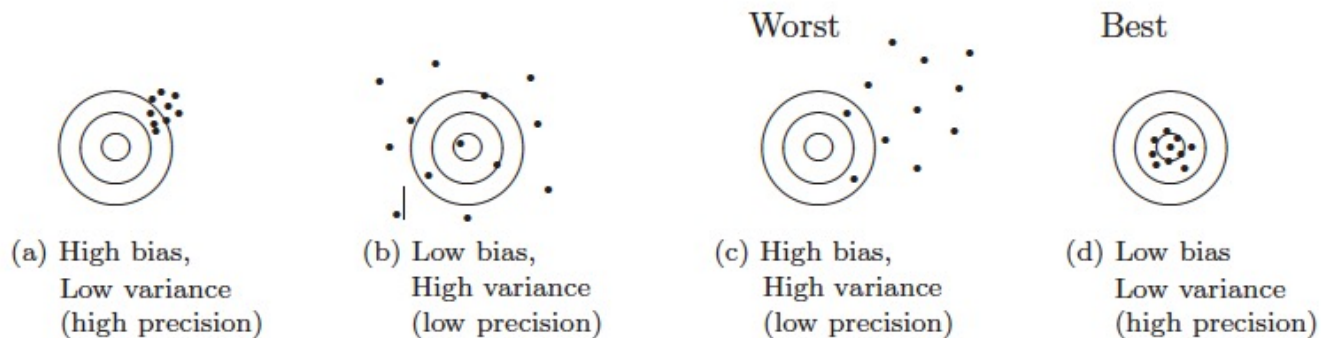 Worst
Best
(a) High bias,
Low variance
(high precision)
(b) Low bias,
High variance
(low precision)
(c) High bias,
High variance
(low precision)
(d) Low bias
Low variance
(high precision)